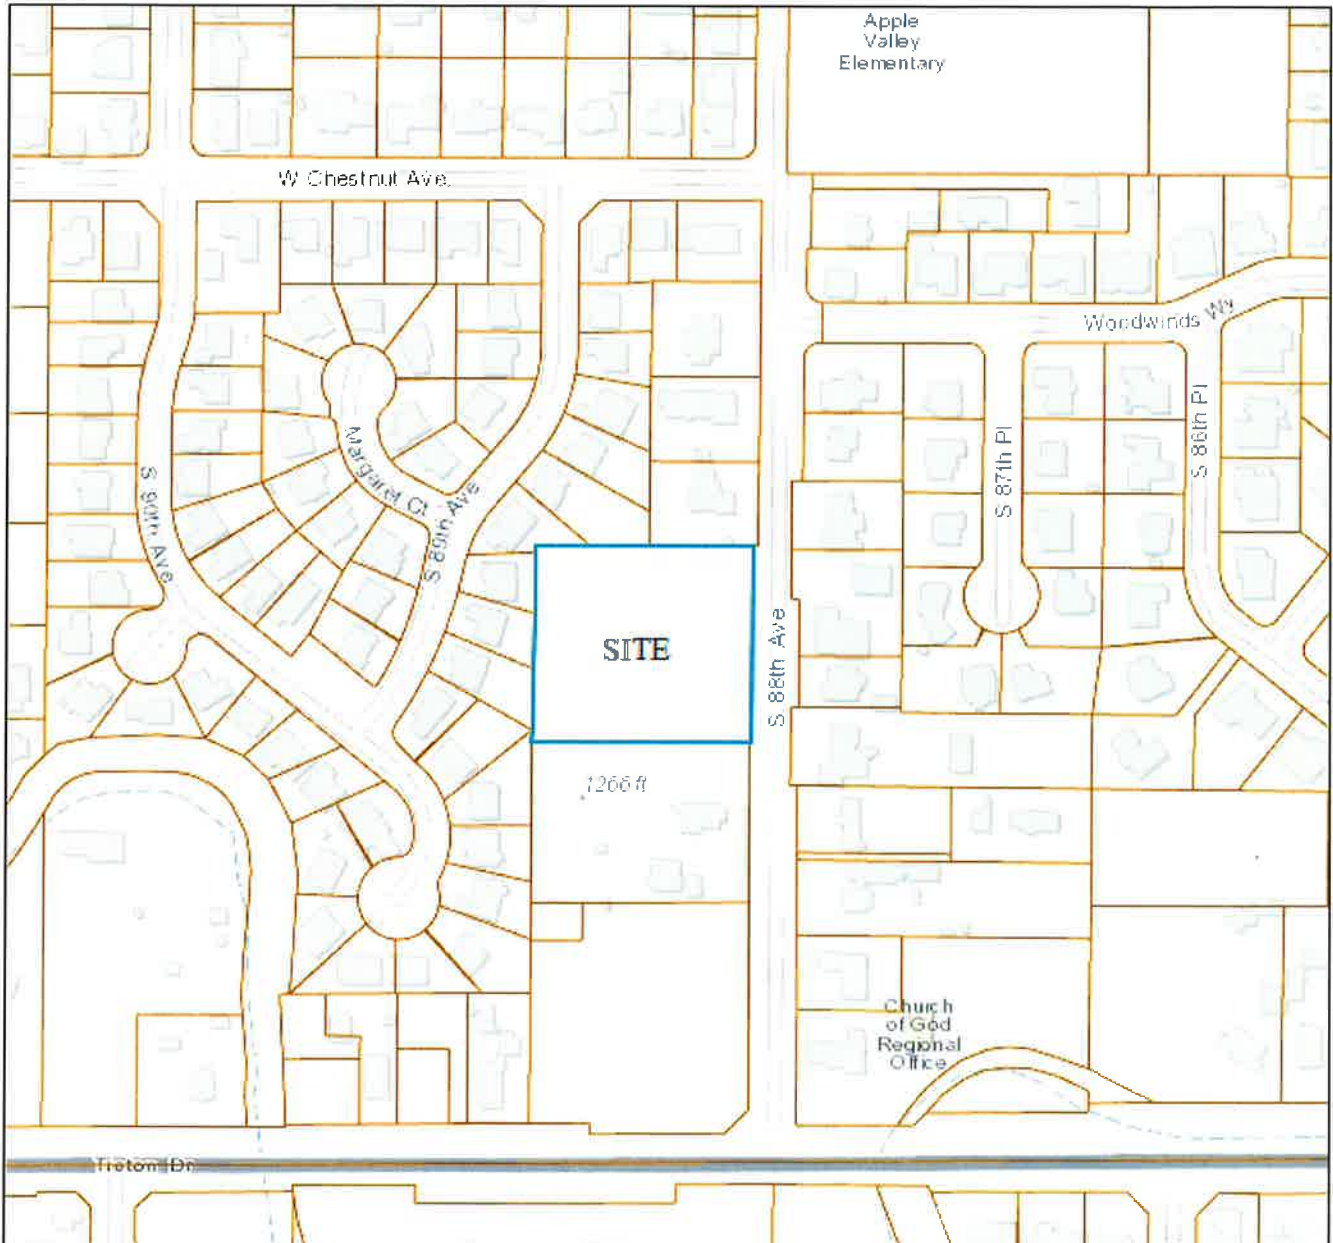 Apple
Valley
Elementary
W Chestnut Ave.
Woodwinds Wy
Margaret Ct
S 90th Ave
S 89th Ave
S 87th Pl
S 86th Pl
SITE
S 88th Ave
1266 ft
Church
of God
Regional
Office
Tieton Dr